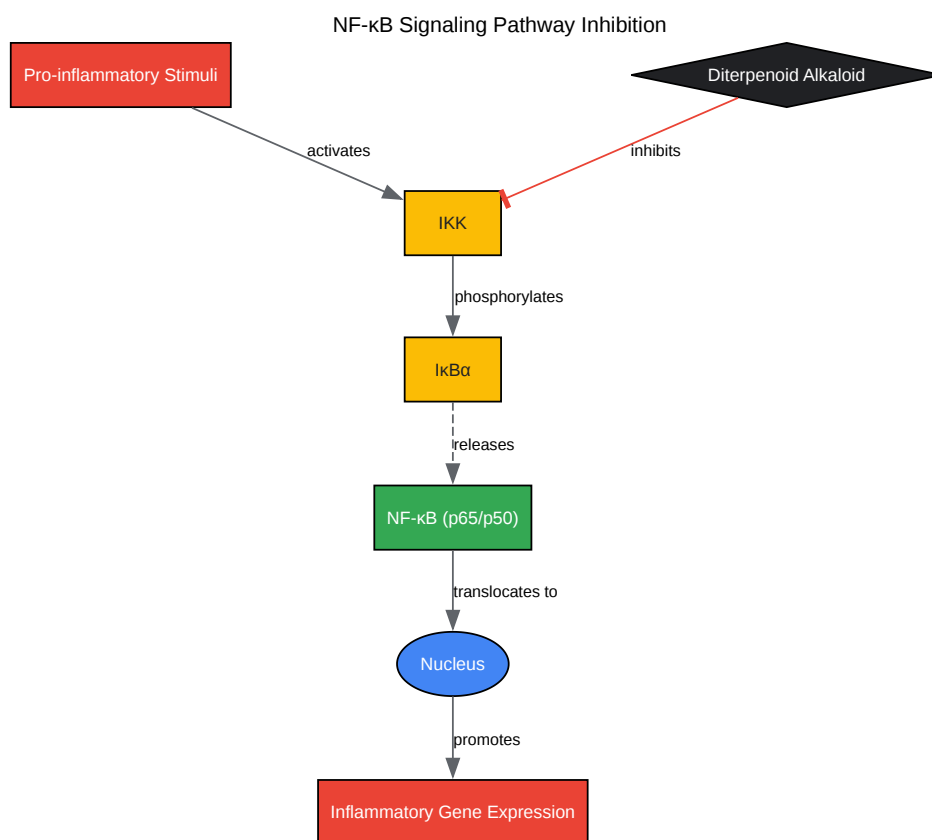 NF-κB Signaling Pathway Inhibition
Pro-inflammatory Stimuli
Diterpenoid Alkaloid
activates
inhibits
IKK
phosphorylates
IκBα
releases
NF-κB (p65/p50)
translocates to
Nucleus
promotes
Inflammatory Gene Expression